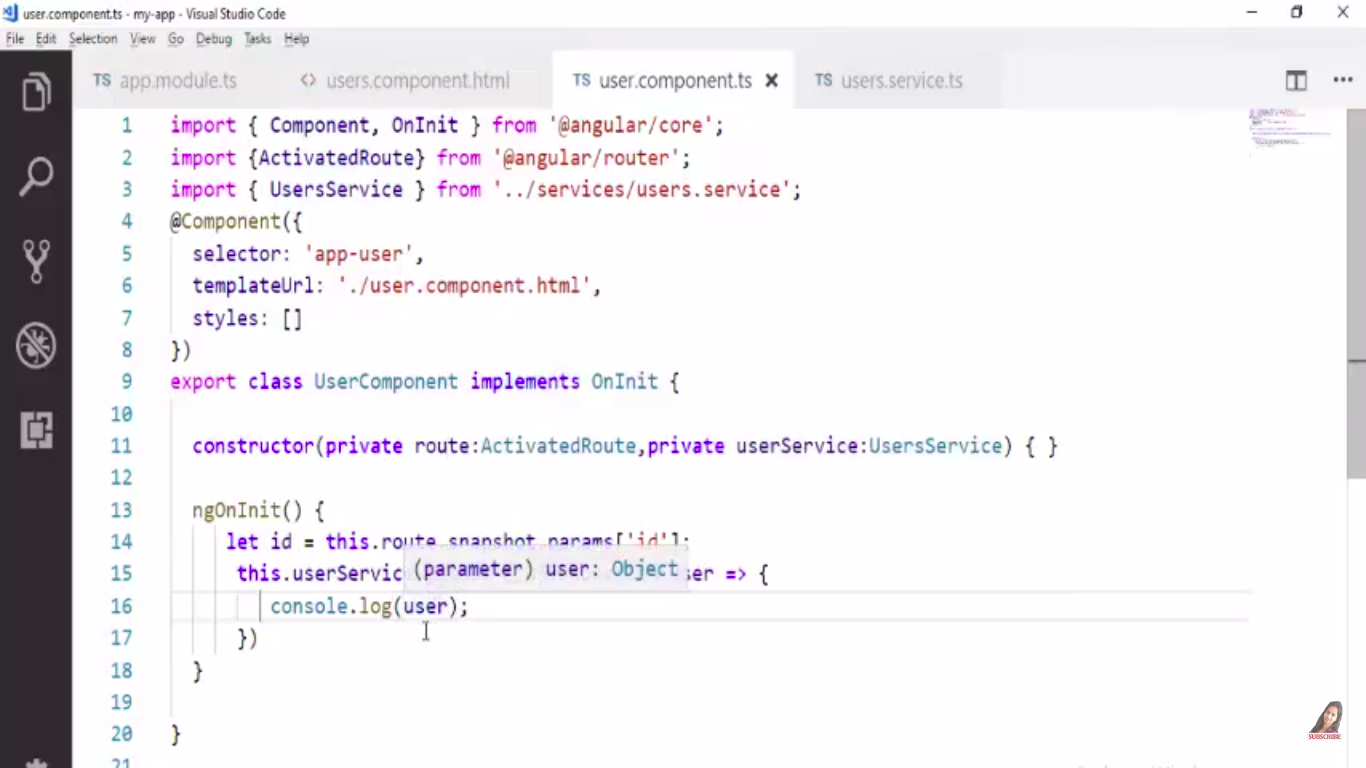 user.component.ts - my-app - Visual Studio Code
File Edit Selection View Go Debug Tasks Help
TS app.module.ts <> users.component.html TS user.component.ts × TS users.service.ts ...
1 import { Component, OnInit } from '@angular/core';
2 import {ActivatedRoute} from '@angular/router';
3 import { UsersService } from '../services/users.service';
4 @Component({
5 selector: 'app-user',
6 templateUrl: './user.component.html',
7 styles: []
8 })
9 export class UserComponent implements OnInit {
10
11 constructor(private route:ActivatedRoute,private userService:UsersService) { }
12
13 ngOnInit() {
14 let id = this.route.snapshot.params['id'];
15 this.userServic (parameter) user: Object ser => {
16 console.log(user);
17 })
18 }
19
20 }
21
SUBSCRIBE